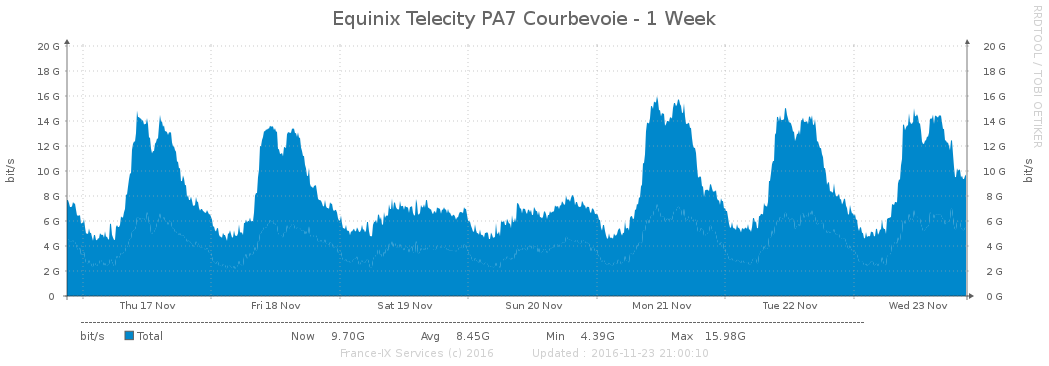 Equinix Telecity PA7 Courbevoie - 1 Week
RRDTOOL / TOBI OETIKER
bit/s
20 G 20 G
18 G 18 G
16 G 16 G
14 G 14 G
12 G 12 G
10 G 10 G
8 G 8 G
6 G 6 G
4 G 4 G
2 G 2 G
0 0 G
bit/s
Thu 17 Nov Fri 18 Nov Sat 19 Nov Sun 20 Nov Mon 21 Nov Tue 22 Nov Wed 23 Nov
bit/s Total Now 9.70G Avg 8.45G Min 4.39G Max 15.98G
France-IX Services (c) 2016 Updated : 2016-11-23 21:00:10